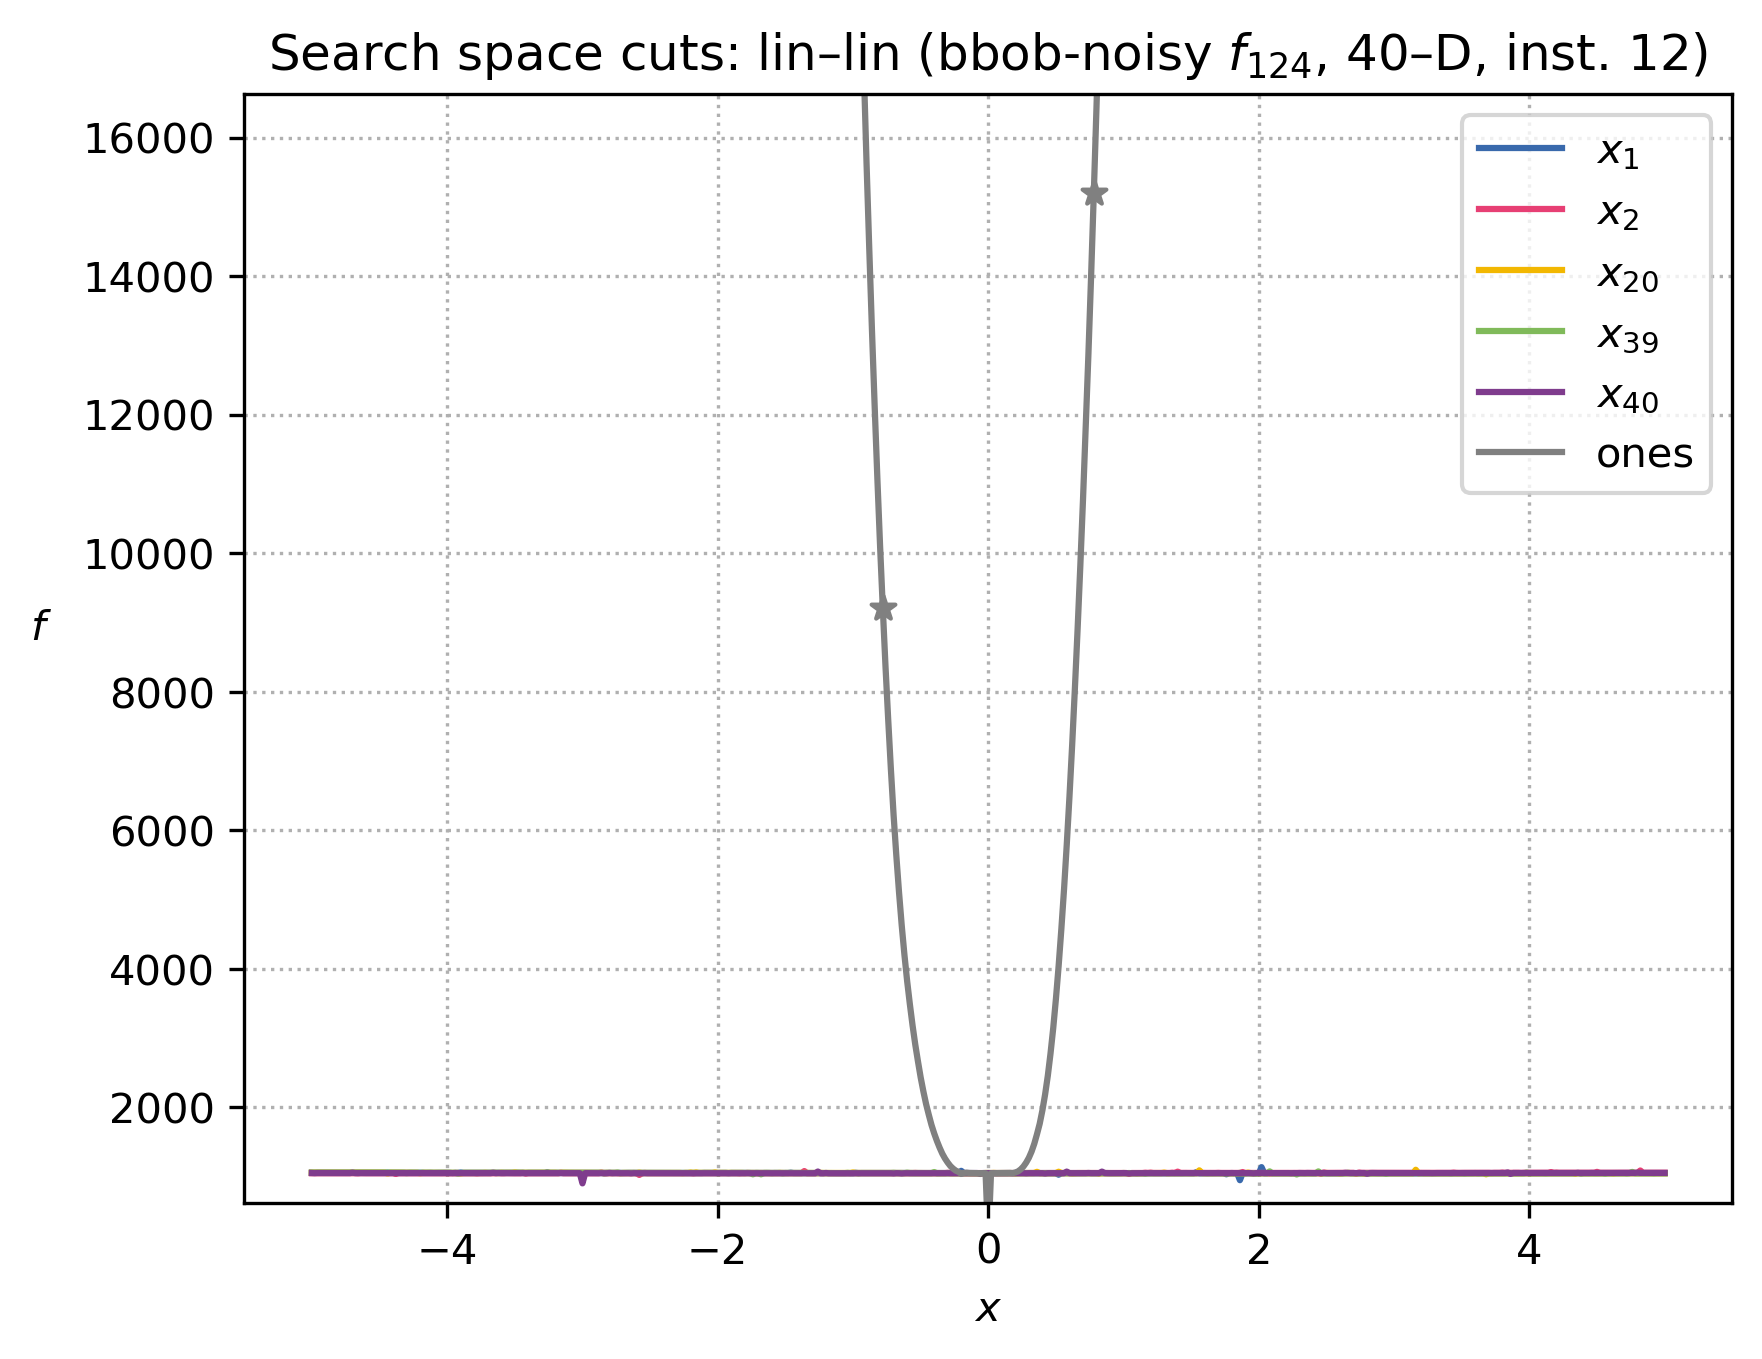 Search space cuts: lin–lin (bbob-noisy f₁₂₄, 40–D, inst. 12)
16000
14000
12000
10000
8000
6000
4000
2000
f
−4 −2 0 2 4
x
x₁
x₂
x₂₀
x₃₉
x₄₀
ones